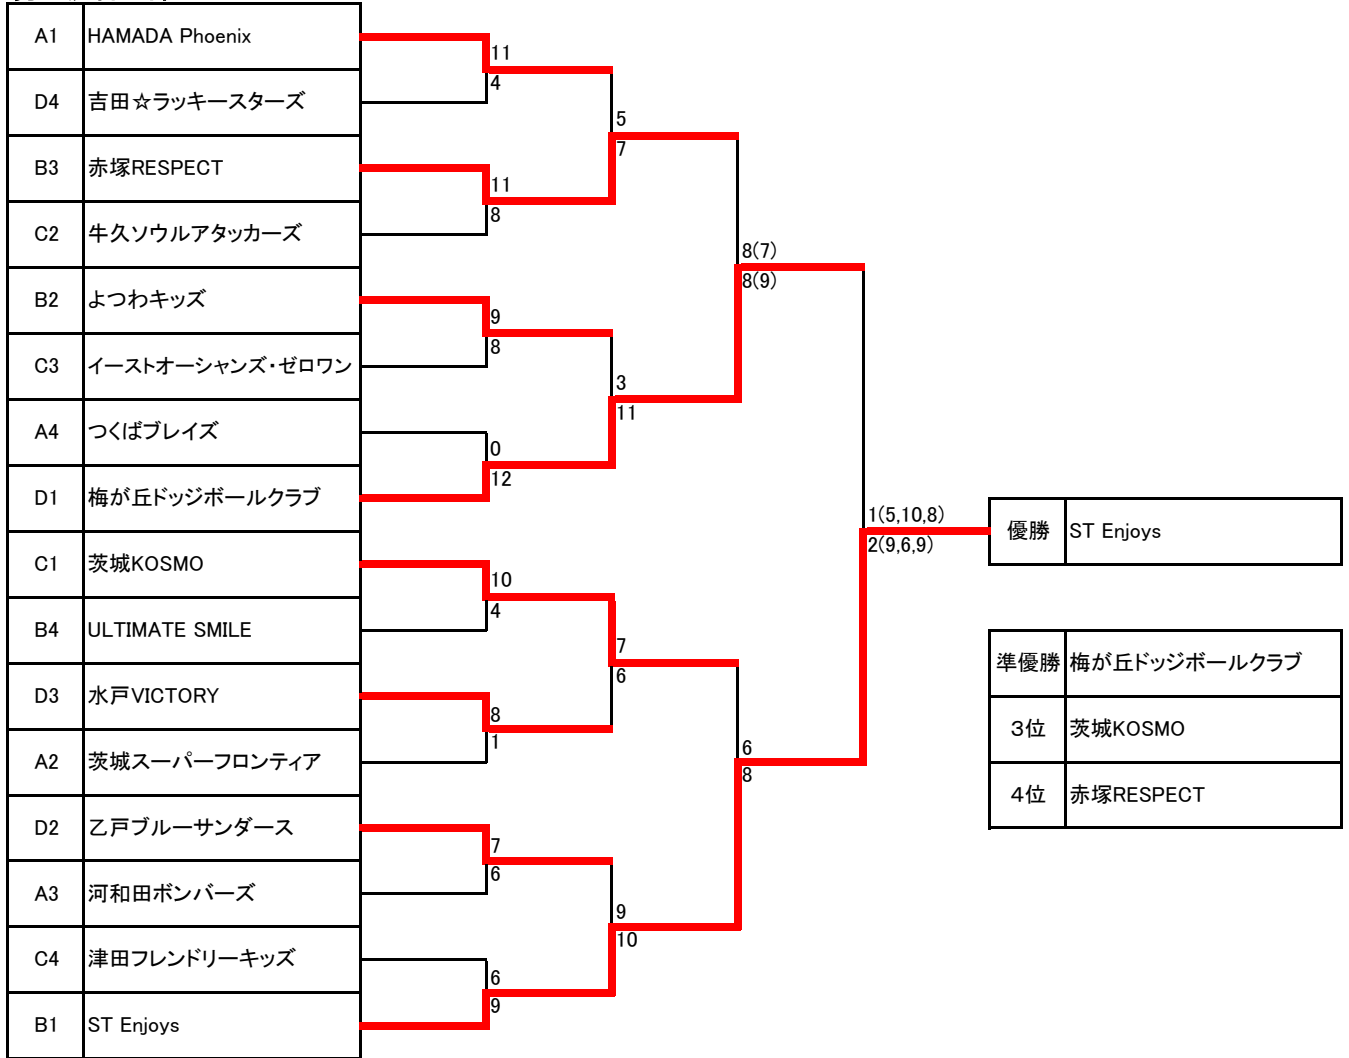 A1 HAMADA Phoenix
11
4
D4 吉田☆ラッキースターズ
5
7
B3 赤塚RESPECT
11
8
C2 牛久ソウルアタッカーズ
8(7)
8(9)
B2 よつわキッズ
9
8
C3 イーストオーシャンズ・ゼロワン
3
11
A4 つくばブレイズ
0
12
D1 梅が丘ドッジボールクラブ
1(5,10,8)
2(9,6,9)
優勝 ST Enjoys
C1 茨城KOSMO
10
4
B4 ULTIMATE SMILE
7
6
準優勝 梅が丘ドッジボールクラブ
D3 水戸VICTORY
8
1
3位 茨城KOSMO
A2 茨城スーパーフロンティア
6
8
4位 赤塚RESPECT
D2 乙戸ブルーサンダース
7
6
A3 河和田ボンバーズ
9
10
C4 津田フレンドリーキッズ
6
9
B1 ST Enjoys